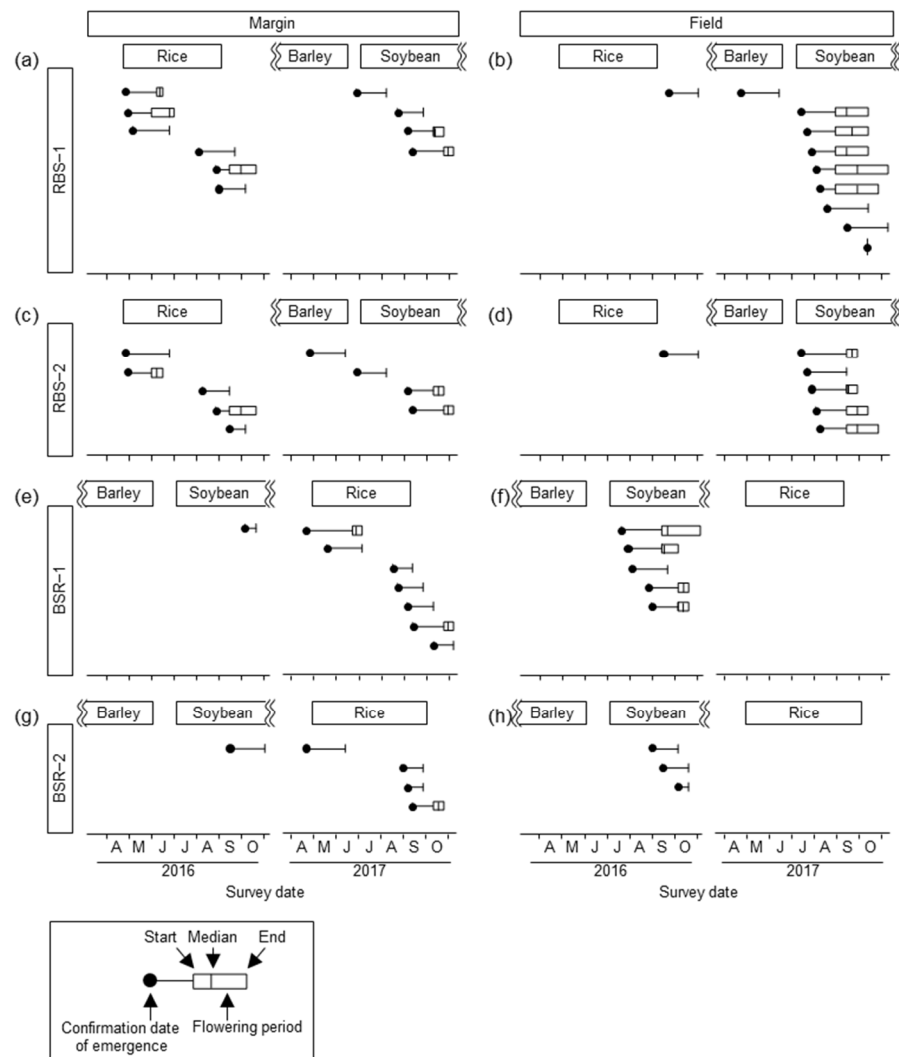 Margin Field
(a) Rice Barley Soybean (b) Rice Barley Soybean
RBS-1
(c) Rice Barley Soybean (d) Rice Barley Soybean
RBS-2
(e) Barley Soybean Rice (f) Barley Soybean Rice
BSR-1
(g) Barley Soybean Rice (h) Barley Soybean Rice
BSR-2
A M J J A S O A M J J A S O A M J J A S O A M J J A S O
2016 2017 2016 2017
Survey date Survey date
Start Median End
Confirmation date Flowering period
of emergence